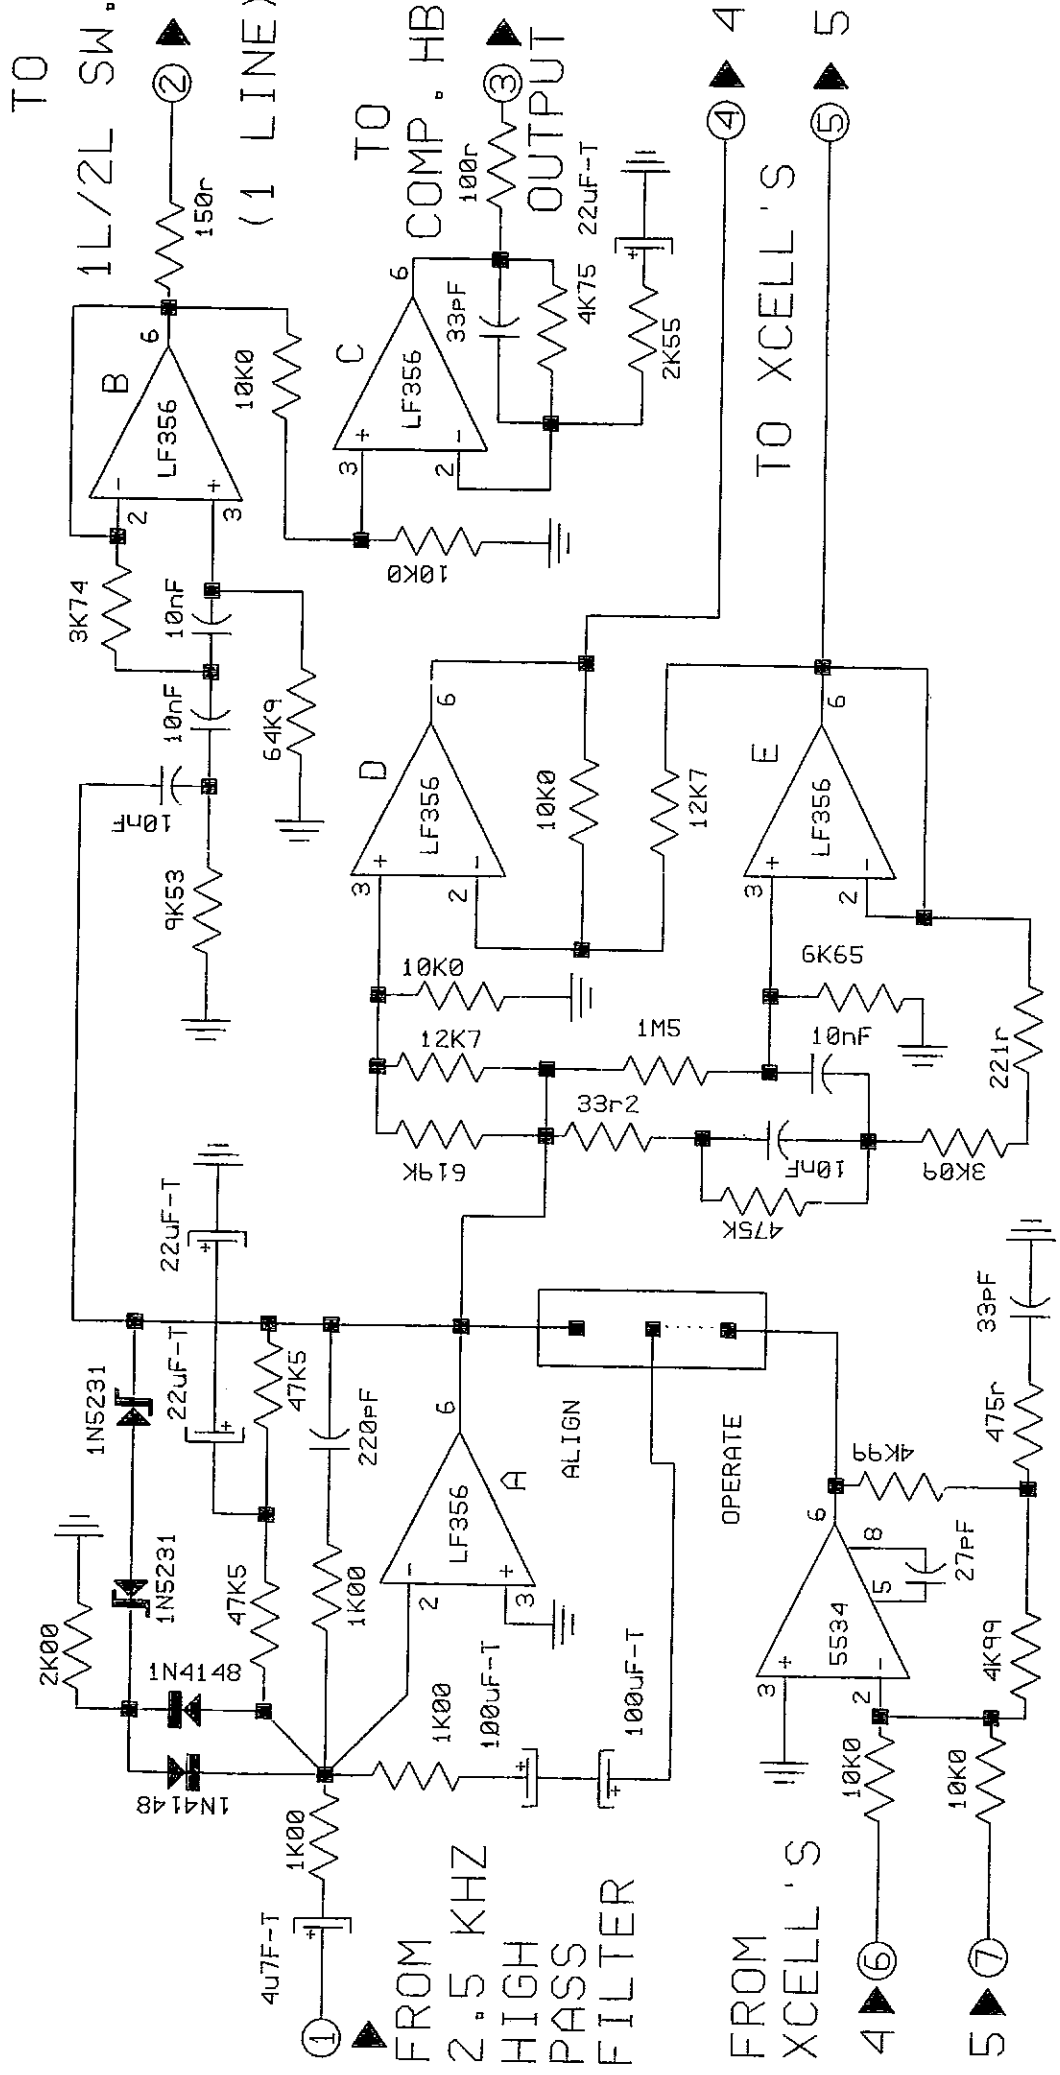 TO
1L/2L SW.
2
(1 LINE)
150r
6
B
LF356
2
-
+
3
3K74
10nF
10nF
10nF
9K53
64K9
10K0
10K0
TO
COMP. HB
3
OUTPUT
100r
C
6
LF356
3
+
-
2
33pF
4K75
2K55
22uF-T
+
4
4
5
5
TO XCELL'S
D
LF356
6
3
+
-
2
10K0
12K7
E
LF356
6
3
+
-
2
10K0
12K7
619K
1M5
33r2
475K
10nF
10nF
6K65
3K09
221r
22uF-T
+
22uF-T
+
1N5231
1N5231
2K00
1N4148
1N4148
47K5
47K5
220pF
1K00
LF356
A
6
2
-
+
3
1K00
100uF-T
+
100uF-T
+
1K00
4u7F-T
+
1
FROM
2.5 KHZ
HIGH
PASS
FILTER
ALIGN
OPERATE
5534
6
3
+
-
2
5
8
27pF
4K99
4K99
475r
33pF
10K0
10K0
FROM
XCELL'S
4
6
5
7